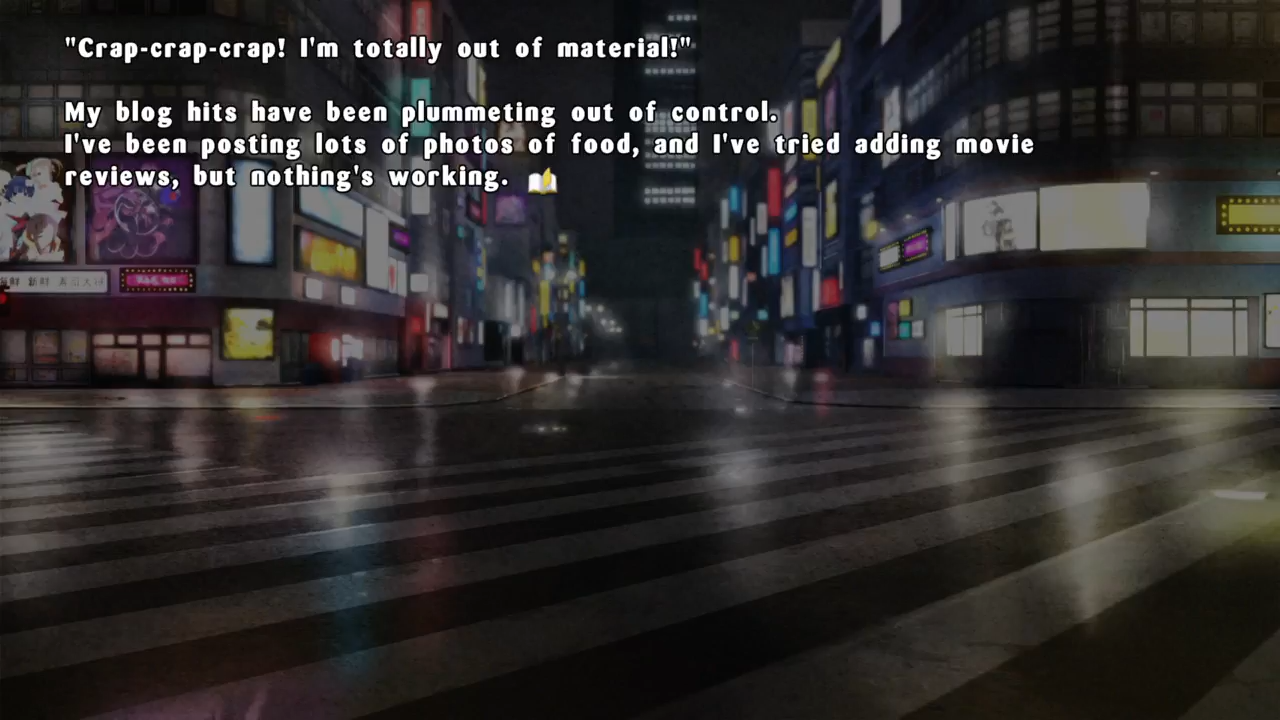 "Crap-crap-crap! I'm totally out of material!"
My blog hits have been plummeting out of control.
I've been posting lots of photos of food, and I've tried adding movie
reviews, but nothing's working.